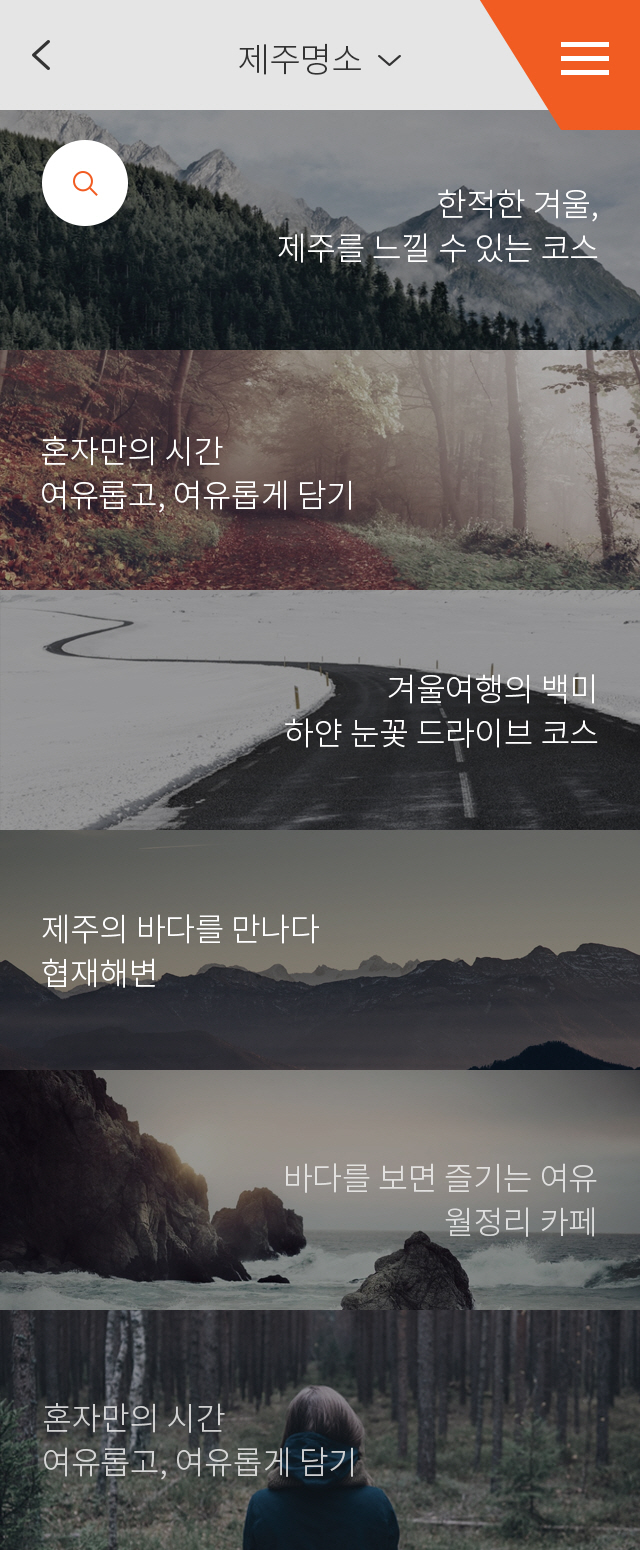 제주명소
한적한 겨울,
제주를 느낄 수 있는 코스
혼자만의 시간
여유롭고, 여유롭게 담기
겨울여행의 백미
하얀 눈꽃 드라이브 코스
제주의 바다를 만나다
협재해변
바다를 보면 즐기는 여유
월정리 카페
혼자만의 시간
여유롭고, 여유롭게 담기